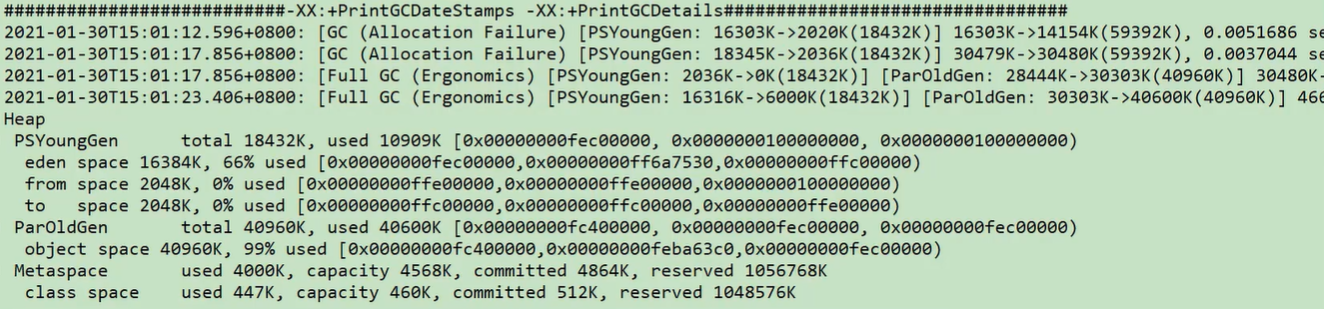 ###########################-XX:+PrintGCDateStamps -XX:+PrintGCDetails#################################
2021-01-30T15:01:12.596+0800: [GC (Allocation Failure) [PSYoungGen: 16303K->2020K(18432K)] 16303K->14154K(59392K), 0.0051686 se
2021-01-30T15:01:17.856+0800: [GC (Allocation Failure) [PSYoungGen: 18345K->2036K(18432K)] 30479K->30480K(59392K), 0.0037044 se
2021-01-30T15:01:17.856+0800: [Full GC (Ergonomics) [PSYoungGen: 2036K->0K(18432K)] [ParOldGen: 28444K->30303K(40960K)] 30480K-
2021-01-30T15:01:23.406+0800: [Full GC (Ergonomics) [PSYoungGen: 16316K->6000K(18432K)] [ParOldGen: 30303K->40600K(40960K)] 466
Heap
 PSYoungGen      total 18432K, used 10909K [0x00000000fec00000, 0x0000000100000000, 0x0000000100000000)
  eden space 16384K, 66% used [0x00000000fec00000,0x00000000ff6a7530,0x00000000ffc00000)
  from space 2048K, 0% used [0x00000000ffe00000,0x00000000ffe00000,0x0000000100000000)
  to   space 2048K, 0% used [0x00000000ffc00000,0x00000000ffc00000,0x00000000ffe00000)
 ParOldGen       total 40960K, used 40600K [0x00000000fc400000, 0x00000000fec00000, 0x00000000fec00000)
  object space 40960K, 99% used [0x00000000fc400000,0x00000000feba63c0,0x00000000fec00000)
 Metaspace       used 4000K, capacity 4568K, committed 4864K, reserved 1056768K
  class space    used 447K, capacity 460K, committed 512K, reserved 1048576K